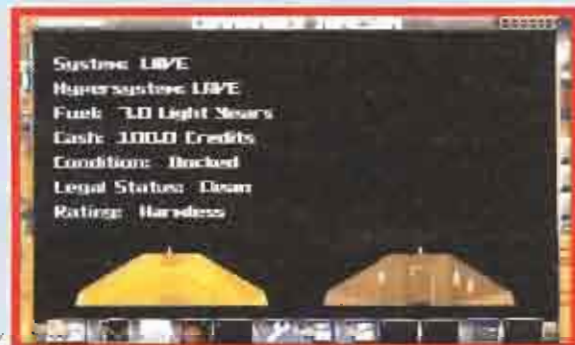 System: LAVE
Hypersystem: LAVE
Fuel: 7.0 Light Years
Cash: 100.0 Credits
Condition: Docked
Legal Status: Clean
Rating: Harmless